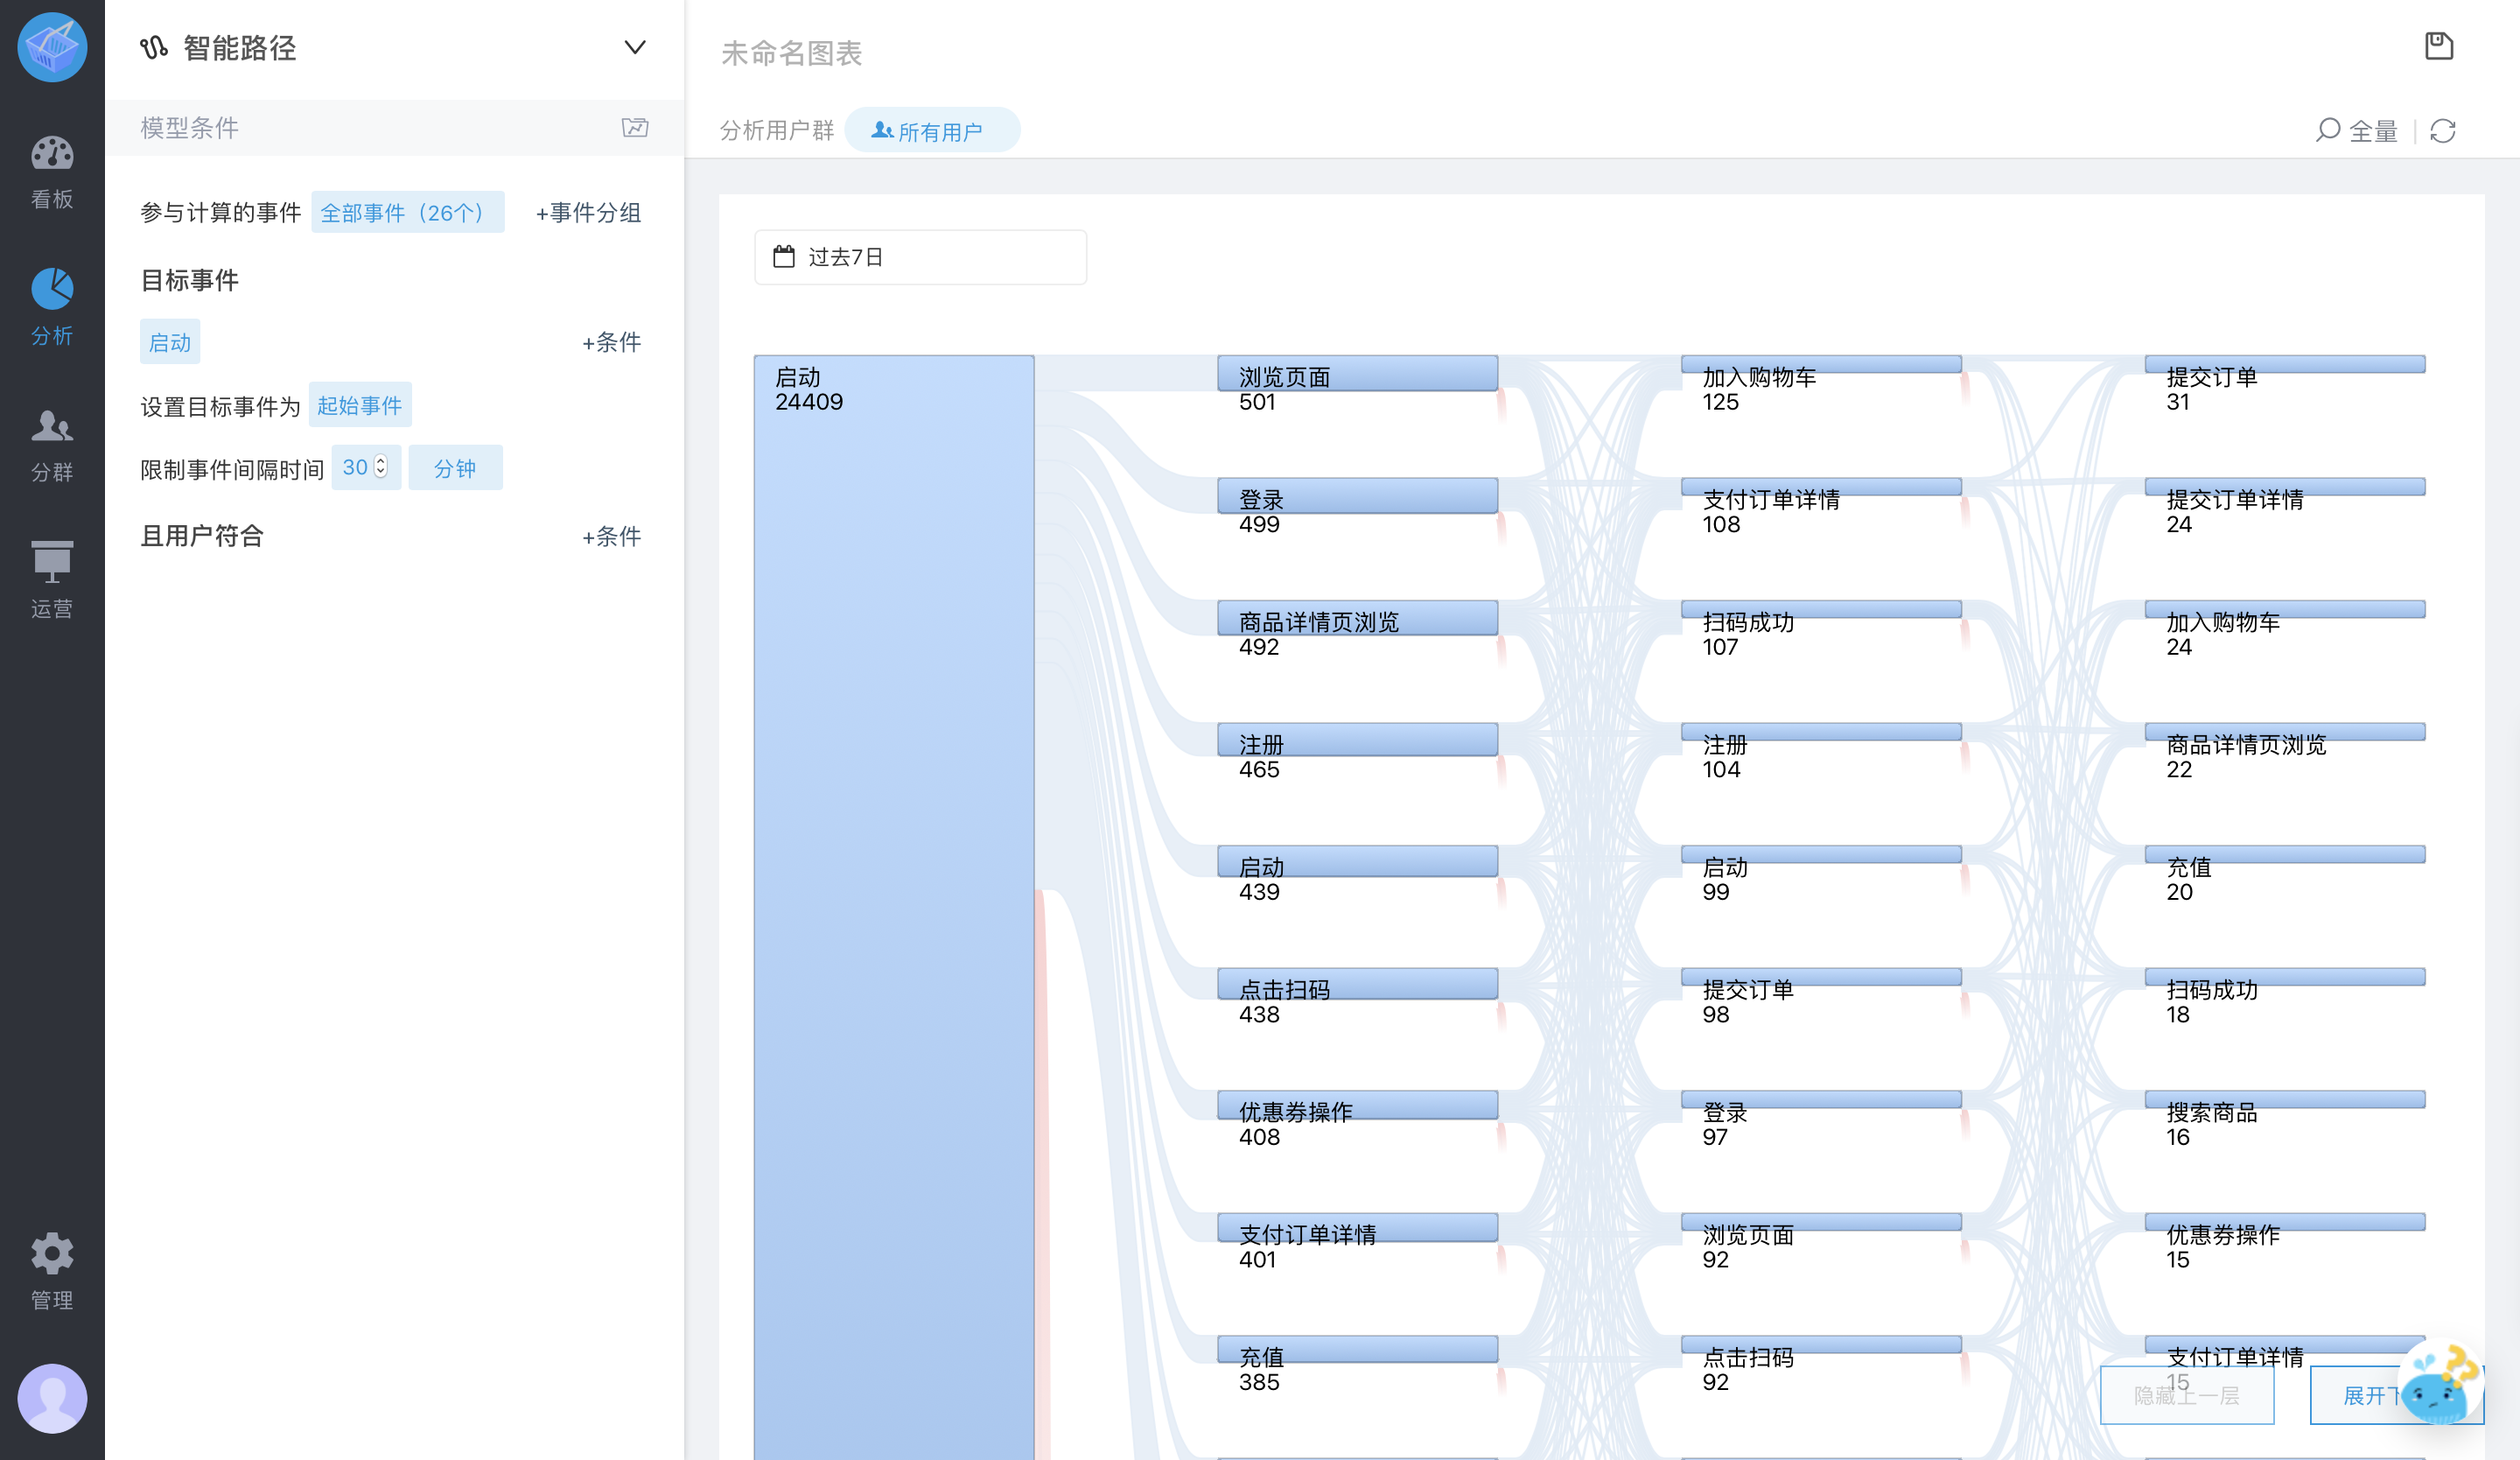 看板
分析
分群
运营
管理
智能路径
模型条件
参与计算的事件 全部事件（26个） +事件分组
目标事件
启动 +条件
设置目标事件为 起始事件
限制事件间隔时间 30 分钟
且用户符合 +条件
未命名图表
分析用户群 所有用户 全量
过去7日
启动
24409
浏览页面
501
登录
499
商品详情页浏览
492
注册
465
启动
439
点击扫码
438
优惠券操作
408
支付订单详情
401
充值
385
加入购物车
125
支付订单详情
108
扫码成功
107
注册
104
启动
99
提交订单
98
登录
97
浏览页面
92
点击扫码
92
提交订单
31
提交订单详情
24
加入购物车
24
商品详情页浏览
22
充值
20
扫码成功
18
搜索商品
16
优惠券操作
15
支付订单详情
15
隐藏上一层
展开